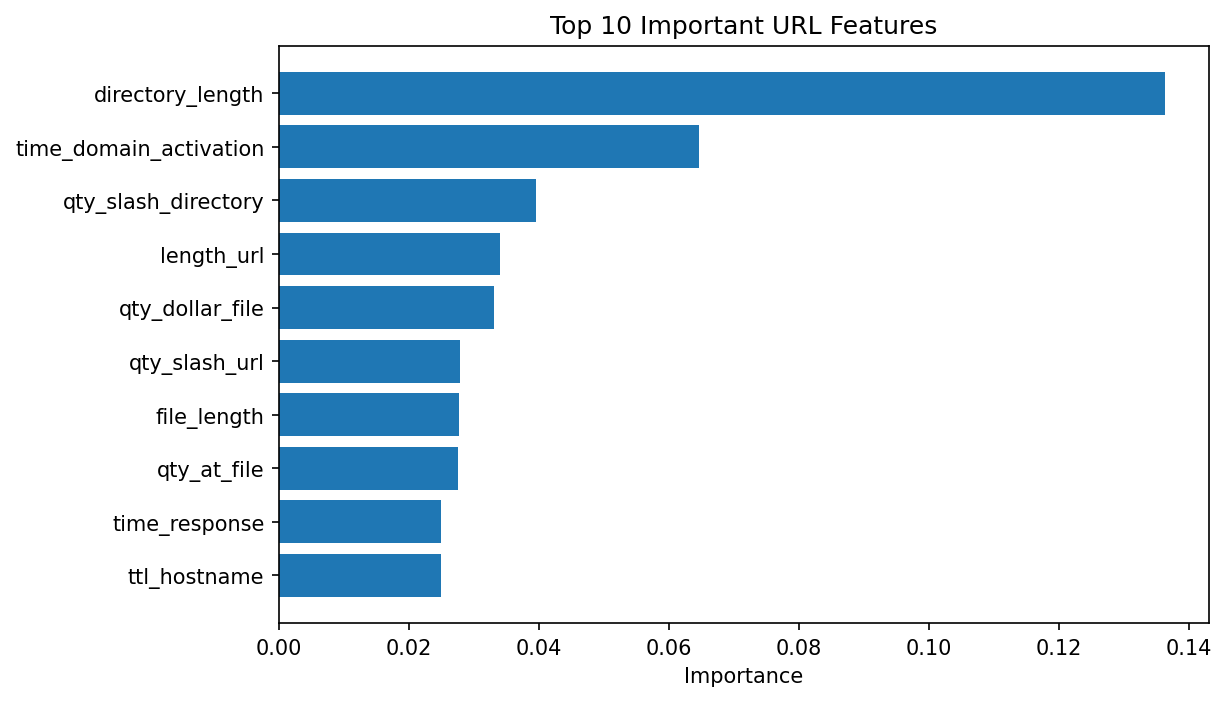 Top 10 Important URL Features
directory_length
time_domain_activation
qty_slash_directory
length_url
qty_dollar_file
qty_slash_url
file_length
qty_at_file
time_response
ttl_hostname
0.00 0.02 0.04 0.06 0.08 0.10 0.12 0.14
Importance